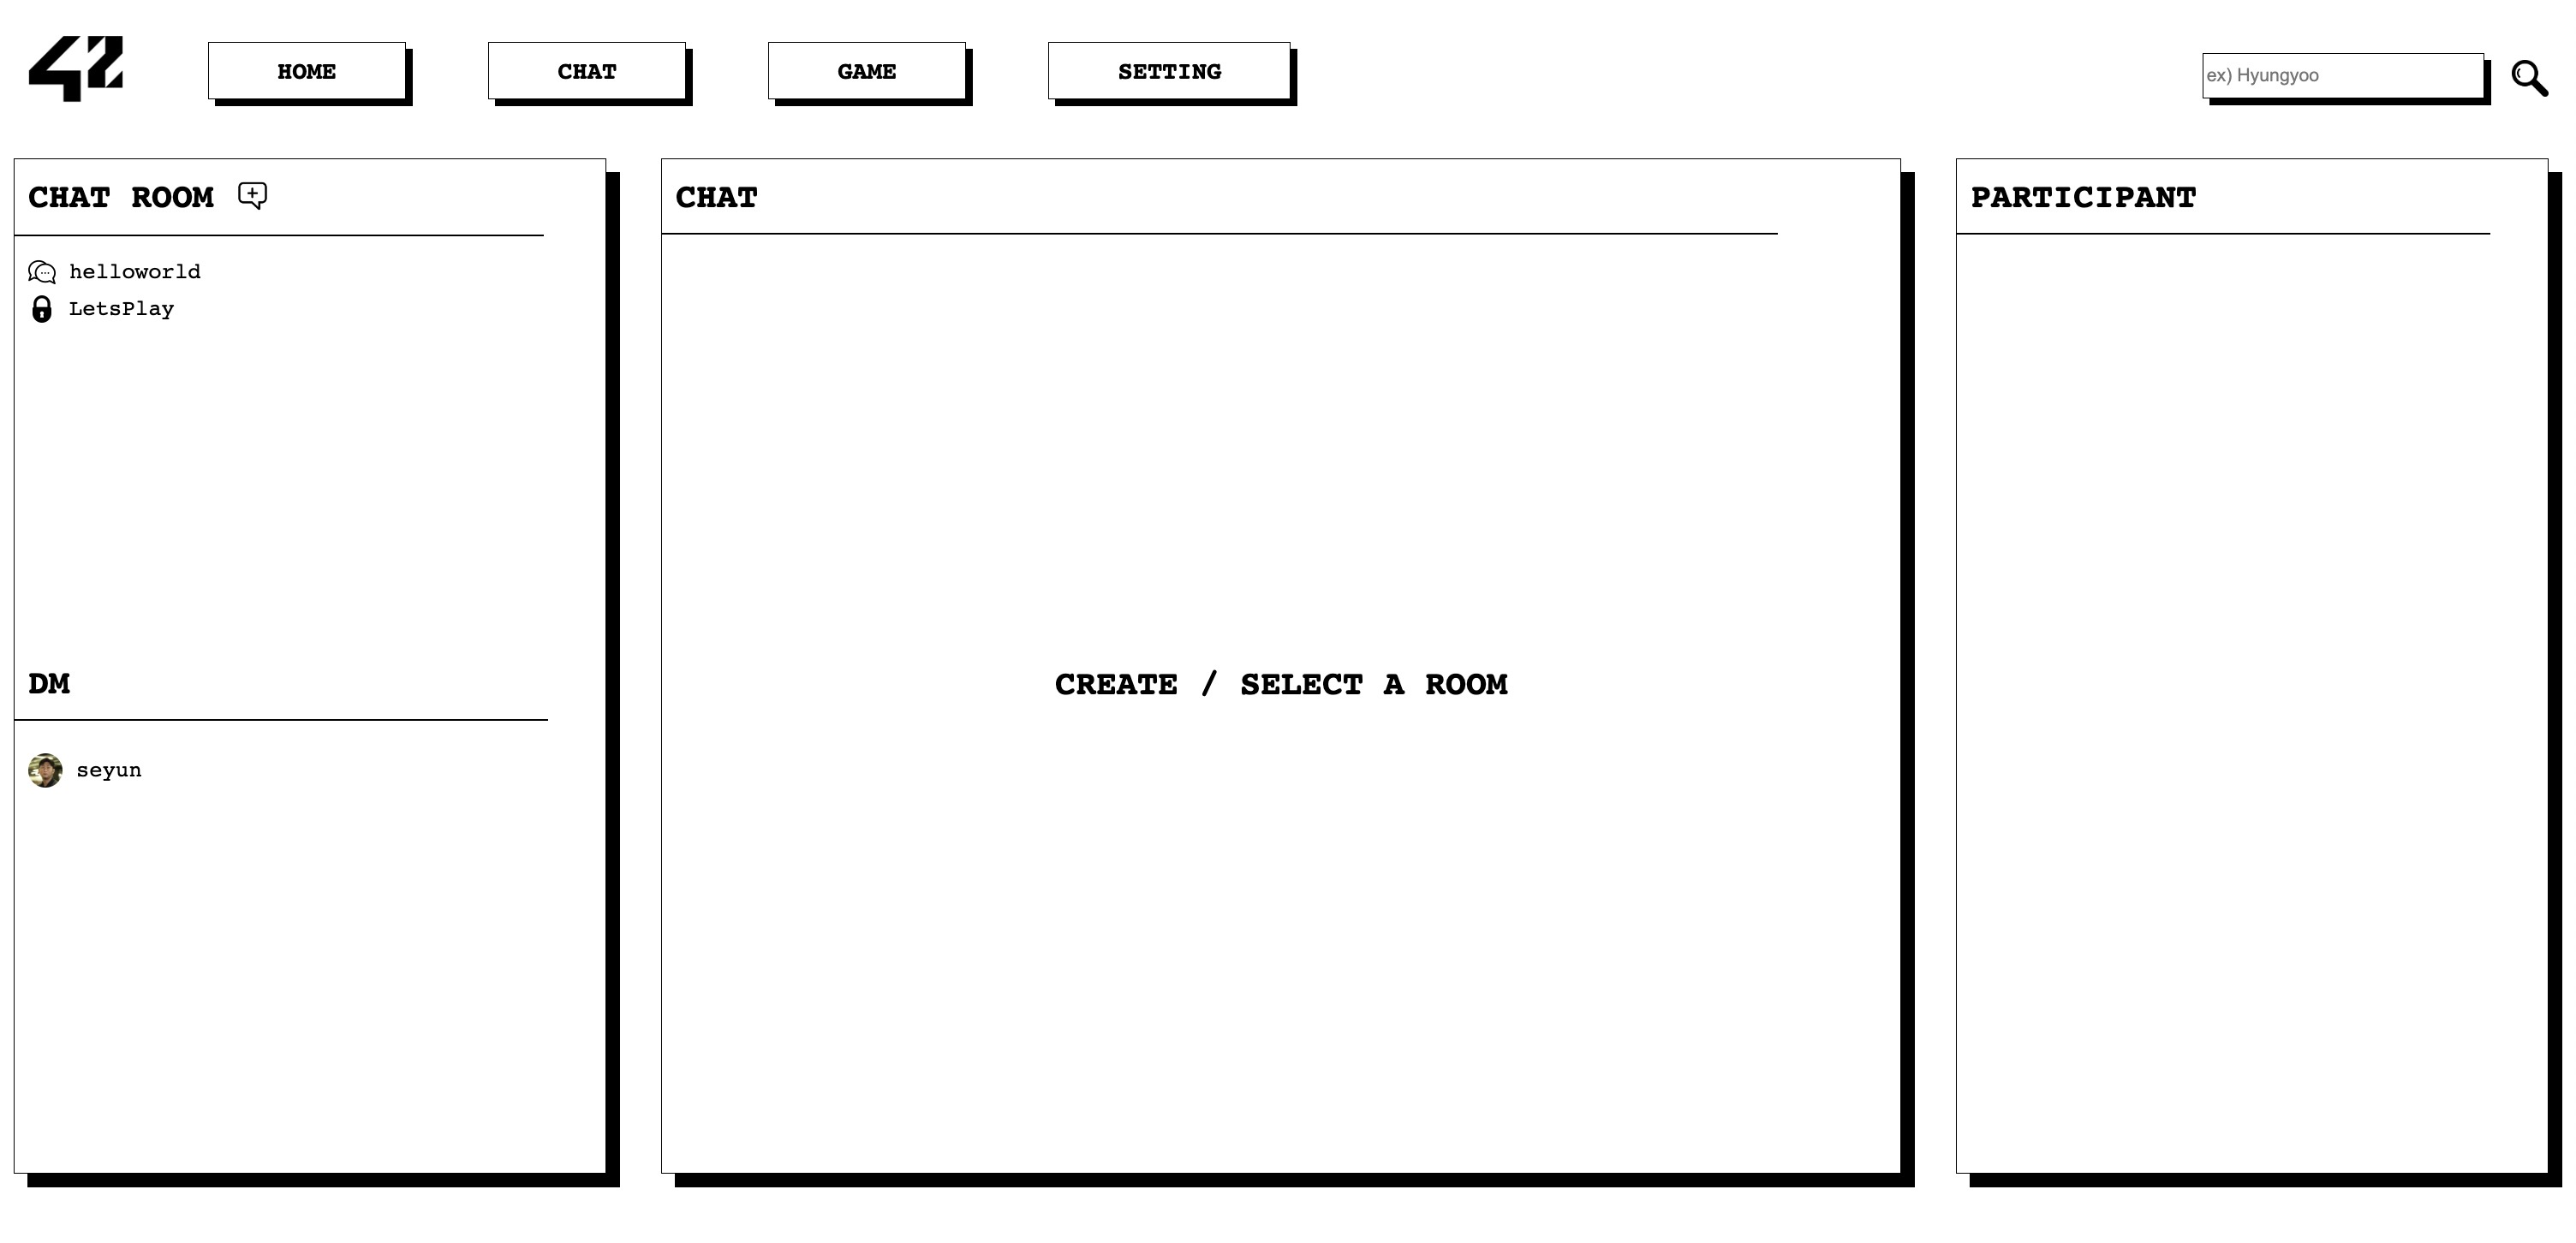 42
HOME
CHAT
GAME
SETTING
ex) Hyungyoo
CHAT ROOM
helloworld
LetsPlay
DM
seyun
CHAT
CREATE / SELECT A ROOM
PARTICIPANT